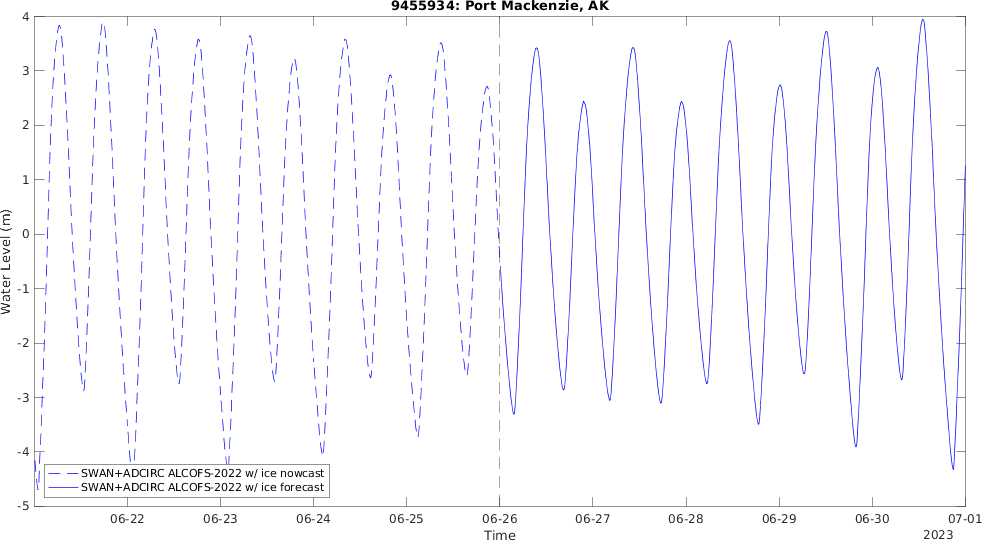 9455934: Port Mackenzie, AK
4
3
2
1
0
-1
-2
-3
-4
-5
Water Level (m)
SWAN+ADCIRC ALCOFS-2022 w/ ice nowcast
SWAN+ADCIRC ALCOFS-2022 w/ ice forecast
06-22 06-23 06-24 06-25 06-26 06-27 06-28 06-29 06-30 07-01
Time
2023